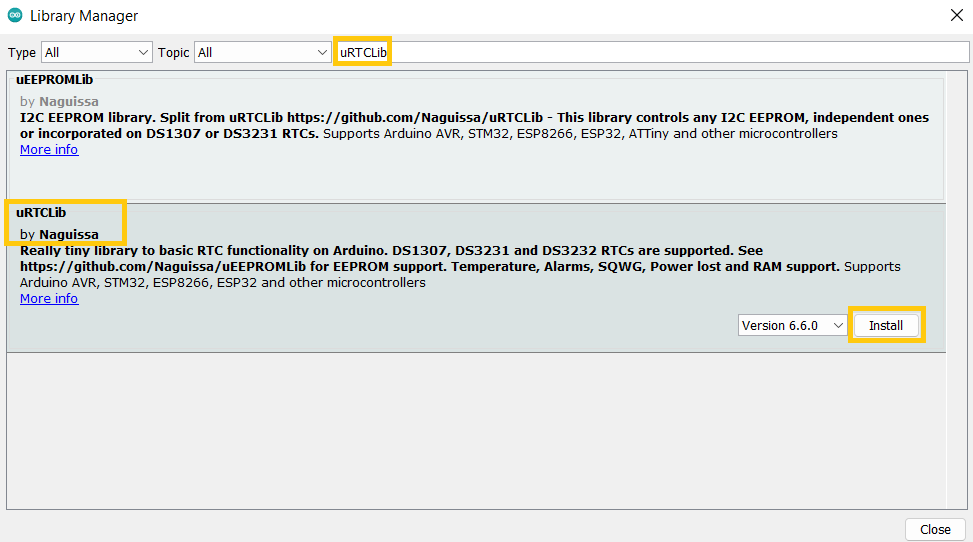 Library Manager
Type All Topic All uRTCLib
uEEPROMLib
by Naguissa
I2C EEPROM library. Split from uRTCLib https://github.com/Naguissa/uRTCLib - This library controls any I2C EEPROM, independent ones
or incorporated on DS1307 or DS3231 RTCs. Supports Arduino AVR, STM32, ESP8266, ESP32, ATTiny and other microcontrollers
More info
uRTCLib
by Naguissa
Really tiny library to basic RTC functionality on Arduino. DS1307, DS3231 and DS3232 RTCs are supported. See
https://github.com/Naguissa/uEEPROMLib for EEPROM support. Temperature, Alarms, SQWG, Power lost and RAM support. Supports
Arduino AVR, STM32, ESP8266, ESP32 and other microcontrollers
More info
Version 6.6.0 Install
Close